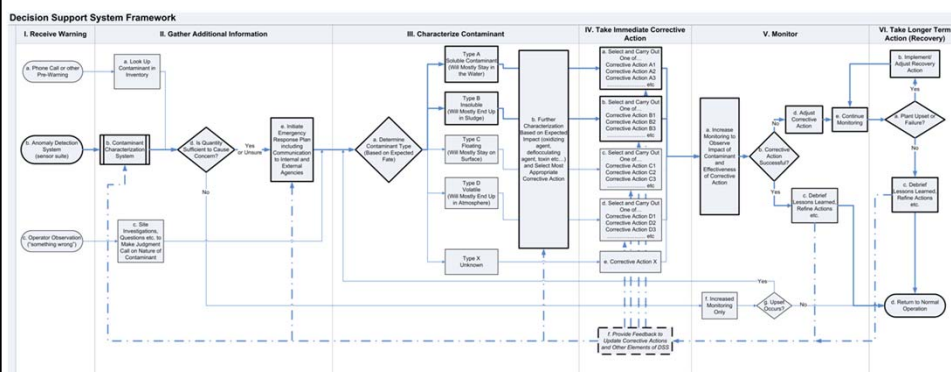 Decision Support System Framework
I. Receive Warning
II. Gather Additional Information
III. Characterize Contaminant
IV. Take Immediate Corrective
Action
V. Monitor
VI. Take Longer Term
Action (Recovery)
a. Phone Call or other
Pre-Warning
b. Anomaly Detection
System
(sensor suite)
c. Operator Observation
("something wrong")
a. Look Up
Contaminant in
Inventory
b. Contaminant
Characterization
System
c. Site
Investigations,
Questions etc. to
Make Judgment
Call on Nature of
Contaminant
d. Is Quantity
Sufficient to Cause
Concern?
Yes
or Unsure
No
e. Initiate
Emergency
Response Plan
including
Communication
to Internal and
External
Agencies
a. Determine
Contaminant Type
(Based on Expected
Fate)
Type A
Soluble Contaminant
(Will Mostly Stay in
the Water)
Type B
Insoluble
(Will Mostly End Up
in Sludge)
Type C
Floating
(Will Mostly Stay on
Surface)
Type D
Volatile
(Will Mostly End Up
in Atmosphere)
Type X
Unknown
b. Further
Characterization
Based on Expected
Impact (oxidizing
agent,
deflocculating
agent, toxin etc...)
and Select Most
Appropriate
Corrective Action
a. Select and Carry Out
One of...
Corrective Action A1
Corrective Action A2
Corrective Action A3
etc
b. Select and Carry Out
One of...
Corrective Action B1
Corrective Action B2
Corrective Action B3
etc
c. Select and Carry Out
One of...
Corrective Action C1
Corrective Action C2
Corrective Action C3
etc
d. Select and Carry Out
One of...
Corrective Action D1
Corrective Action D2
Corrective Action D3
etc
e. Corrective Action X
f. Provide Feedback to
Update Corrective Actions
and Other Elements of DSS
a. Increase
Monitoring to
Observe
Impact of
Contaminant
and
Effectiveness
of Corrective
Action
b. Corrective
Action
Successful?
No
Yes
d. Adjust
Corrective
Action
e. Continue
Monitoring
c. Debrief
Lessons Learned,
Refine Actions
etc.
f. Increased
Monitoring
Only
g. Upset
Occurs?
Yes
No
b. Implement/
Adjust Recovery
Action
Yes
a. Plant Upset or
Failure?
No
c. Debrief
Lessons Learned,
Refine Actions
etc.
d. Return to Normal
Operation